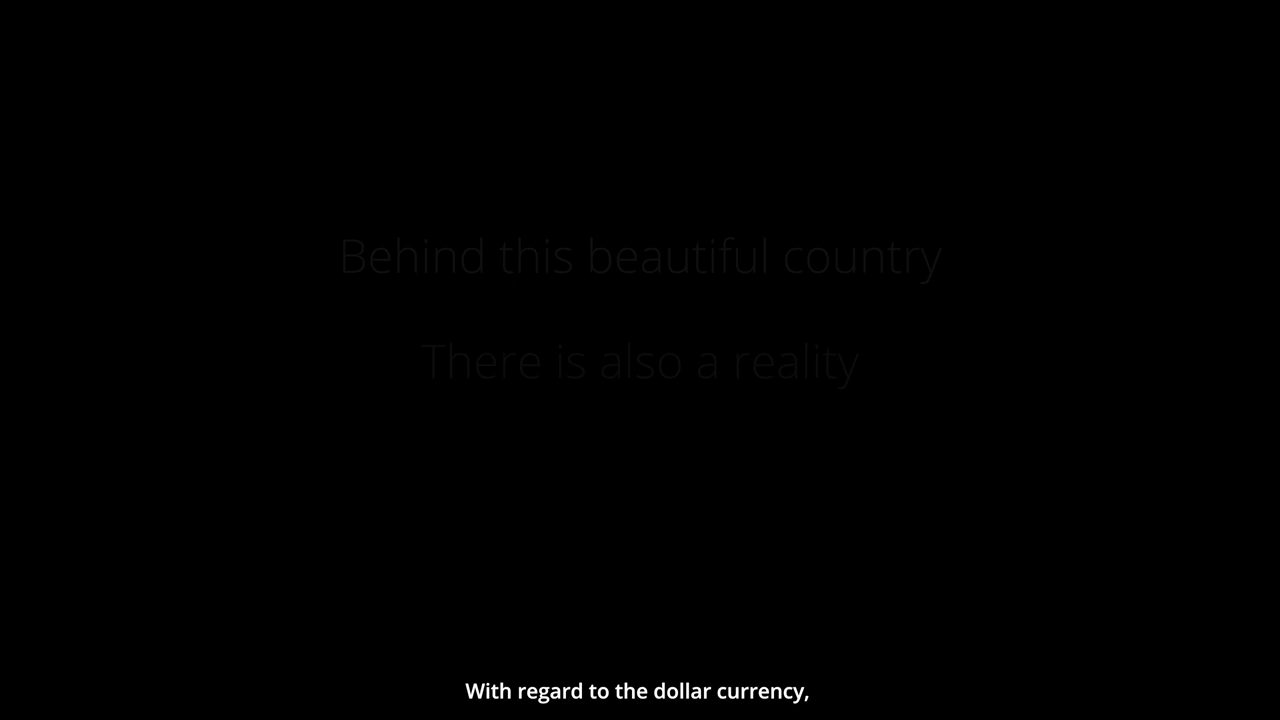 Behind this beautiful country
There is also a reality
With regard to the dollar currency,